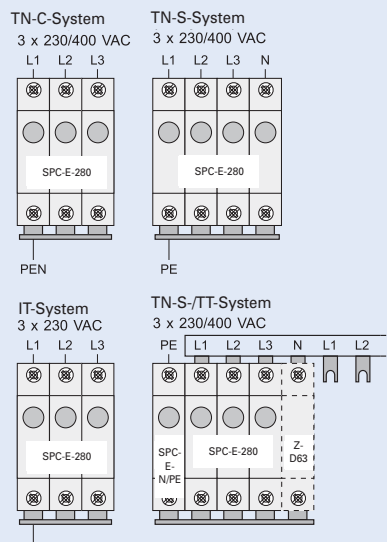 TN-C-System
3 x 230/400 VAC
L1 L2 L3
SPC-E-280
PEN
TN-S-System
3 x 230/400 VAC
L1 L2 L3 N
SPC-E-280
PE
IT-System
3 x 230 VAC
L1 L2 L3
SPC-E-280
TN-S-/TT-System
3 x 230/400 VAC
PE L1 L2 L3 N L1 L2
SPC-
E-
N/PE
SPC-E-280
Z-
D63